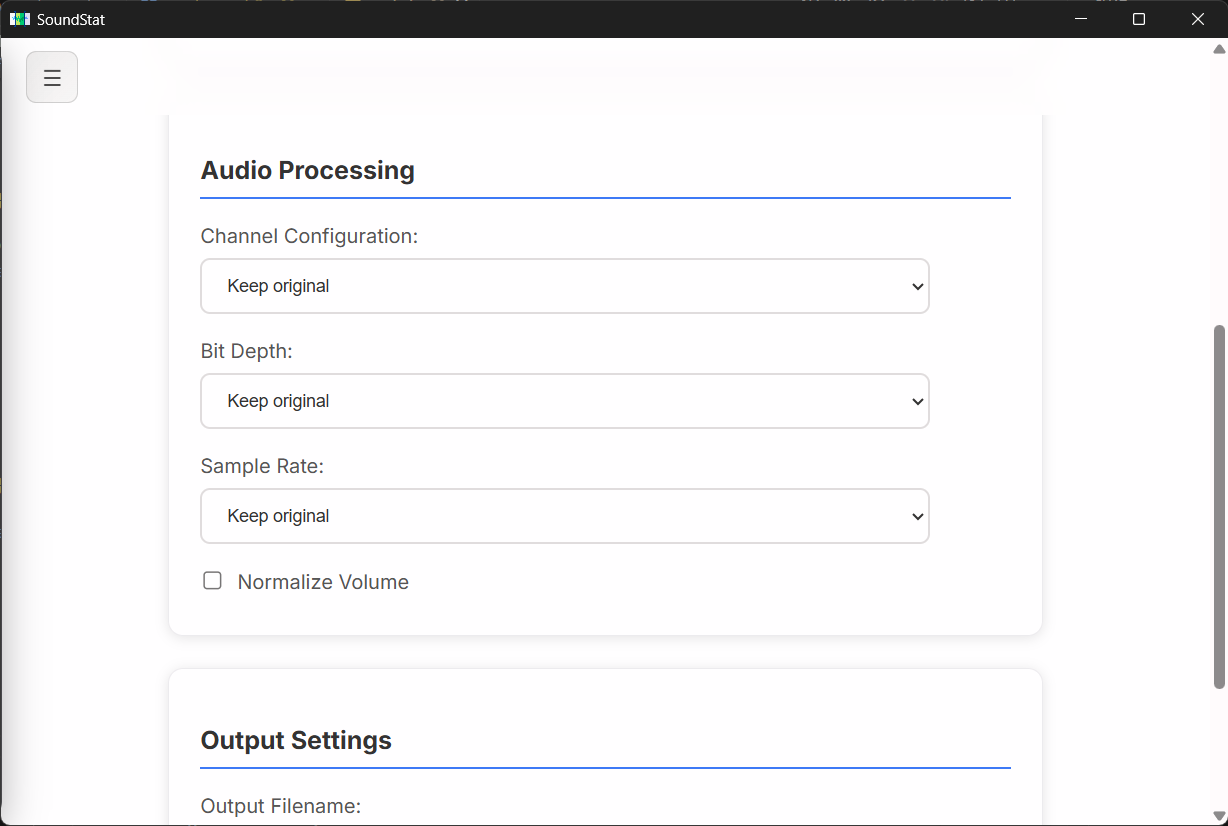 SoundStat
Audio Processing
Channel Configuration:
Keep original
Bit Depth:
Keep original
Sample Rate:
Keep original
Normalize Volume
Output Settings
Output Filename: